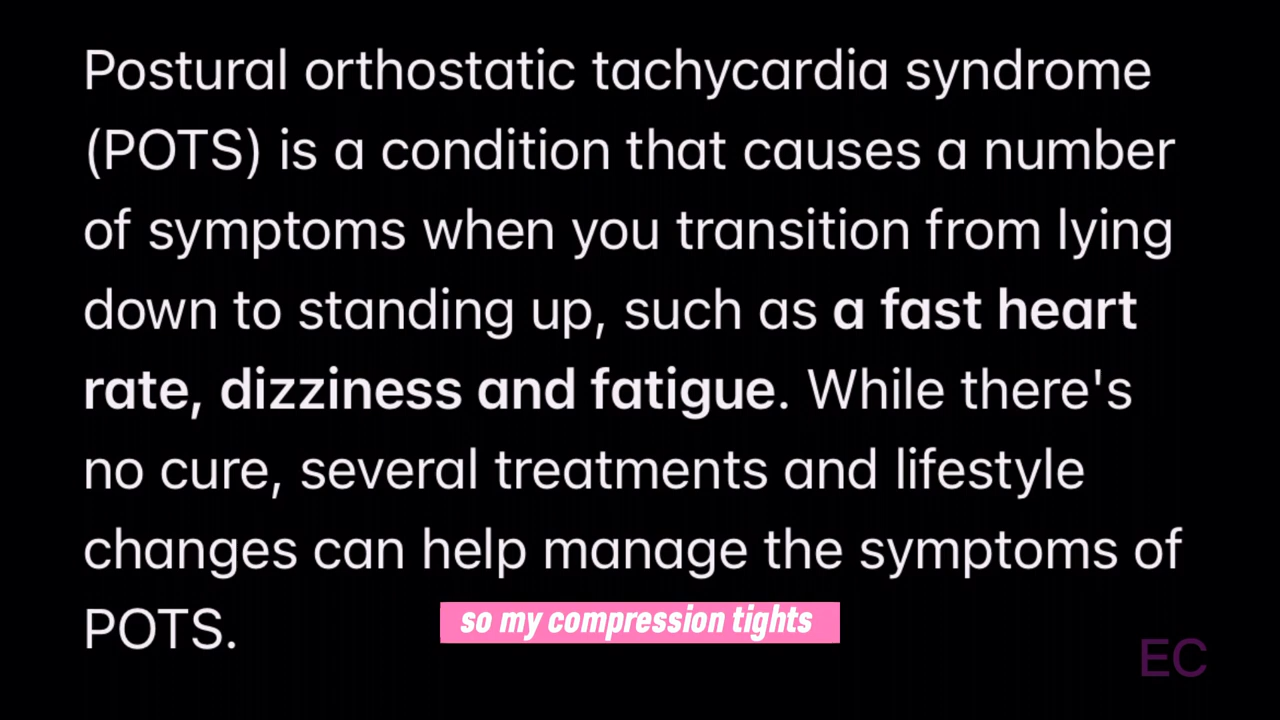 Postural orthostatic tachycardia syndrome
(POTS) is a condition that causes a number
of symptoms when you transition from lying
down to standing up, such as a fast heart
rate, dizziness and fatigue. While there's
no cure, several treatments and lifestyle
changes can help manage the symptoms of
POTS.
so my compression tights
EC